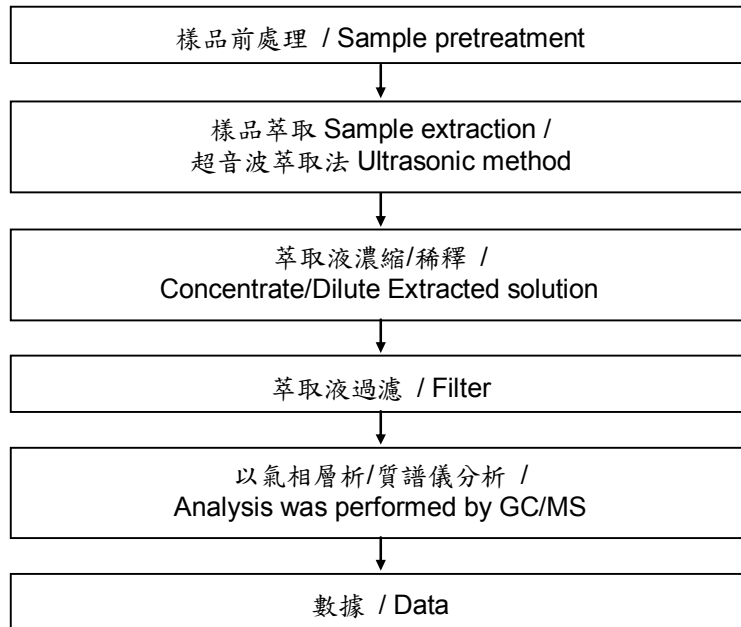 樣品前處理 / Sample pretreatment
樣品萃取 Sample extraction /
超音波萃取法 Ultrasonic method
萃取液濃縮/稀釋 /
Concentrate/Dilute Extracted solution
萃取液過濾 / Filter
以氣相層析/質譜儀分析 /
Analysis was performed by GC/MS
數據 / Data